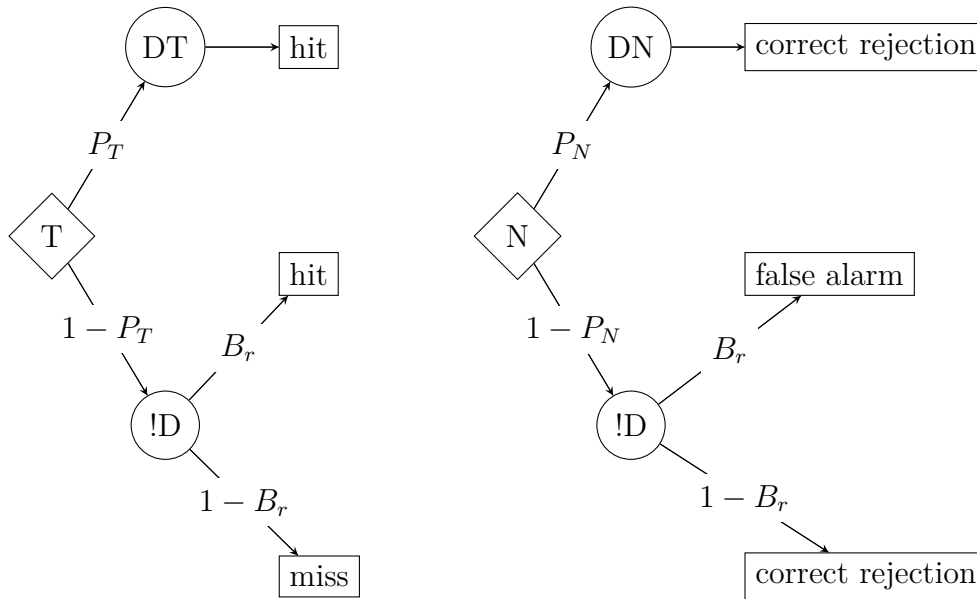 DT
hit
P_T
T
hit
1 − P_T
B_r
!D
1 − B_r
miss
DN
correct rejection
P_N
N
false alarm
1 − P_N
B_r
!D
1 − B_r
correct rejection